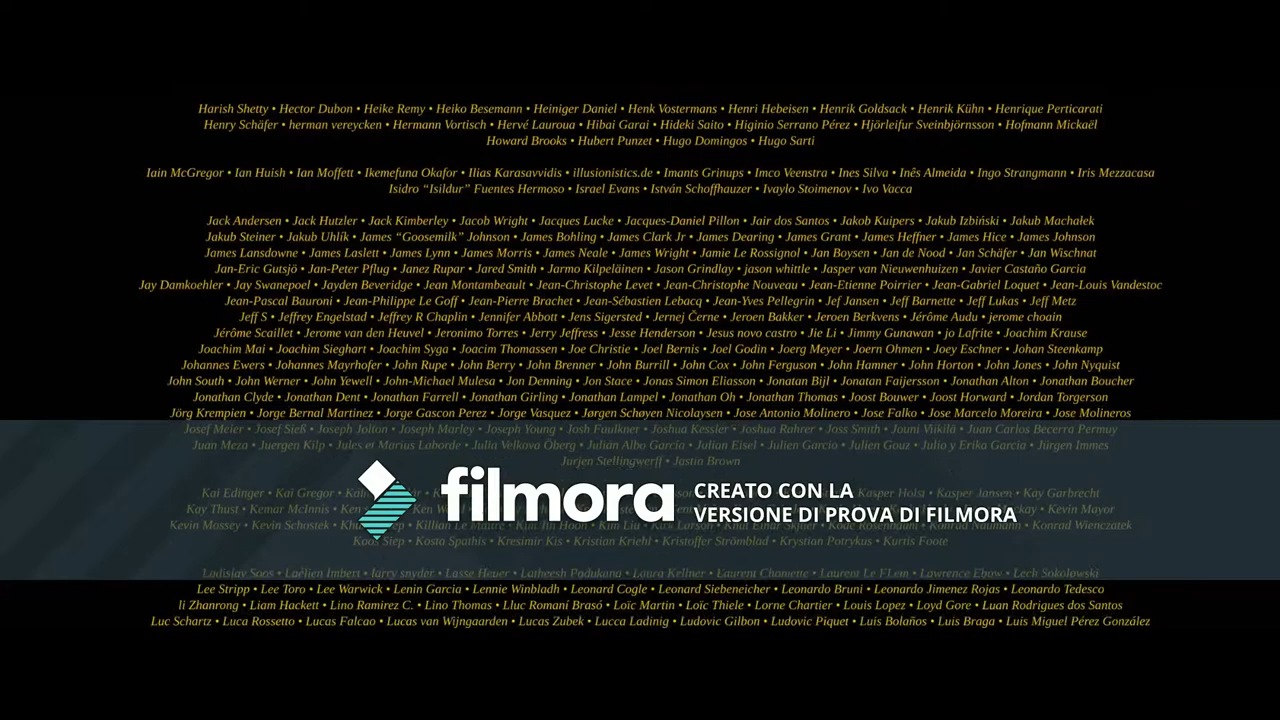 Harish Shetty • Hector Dubon • Heike Remy • Heiko Besemann • Heiniger Daniel • Henk Vostermans • Henri Hebeisen • Henrik Goldsack • Henrik Kühn • Henrique Perticarati
Henry Schäfer • herman vereycken • Hermann Vortisch • Hervé Lauroua • Hibai Garai • Hideki Saito • Higinio Serrano Pérez • Hjörleifur Sveinbjörnsson • Hofmann Mickaël
Howard Brooks • Hubert Punzet • Hugo Domingos • Hugo Sarti
Iain McGregor • Ian Huish • Ian Moffett • Ikemefuna Okafor • Ilias Karasavvidis • illusionistics.de • Imants Grinups • Imco Veenstra • Ines Silva • Inês Almeida • Ingo Strangmann • Iris Mezzacasa
Isidro “Isildur” Fuentes Hermoso • Israel Evans • István Schoffhauzer • Ivaylo Stoimenov • Ivo Vacca
Jack Andersen • Jack Hutzler • Jack Kimberley • Jacob Wright • Jacques Lucke • Jacques-Daniel Pillon • Jair dos Santos • Jakob Kuipers • Jakub Izbiński • Jakub Machałek
Jakub Steiner • Jakub Uhlík • James “Goosemilk” Johnson • James Bohling • James Clark Jr • James Dearing • James Grant • James Heffner • James Hice • James Johnson
James Lansdowne • James Laslett • James Lynn • James Morris • James Neale • James Wright • Jamie Le Rossignol • Jan Boysen • Jan de Nood • Jan Schäfer • Jan Wischnat
Jan-Eric Gutsjö • Jan-Peter Pflug • Janez Rupar • Jared Smith • Jarmo Kilpeläinen • Jason Grindlay • jason whittle • Jasper van Nieuwenhuizen • Javier Castaño Garcia
Jay Damkoehler • Jay Swanepoel • Jayden Beveridge • Jean Montambeault • Jean-Christophe Levet • Jean-Christophe Nouveau • Jean-Etienne Poirrier • Jean-Gabriel Loquet • Jean-Louis Vandestoc
Jean-Pascal Bauroni • Jean-Philippe Le Goff • Jean-Pierre Brachet • Jean-Sébastien Lebacq • Jean-Yves Pellegrin • Jef Jansen • Jeff Barnette • Jeff Lukas • Jeff Metz
Jeff S • Jeffrey Engelstad • Jeffrey R Chaplin • Jennifer Abbott • Jens Sigersted • Jernej Černe • Jeroen Bakker • Jeroen Berkvens • Jérôme Audu • jerome choain
Jérôme Scaillet • Jerome van den Heuvel • Jeronimo Torres • Jerry Jeffress • Jesse Henderson • Jesus novo castro • Jie Li • Jimmy Gunawan • jo Lafrite • Joachim Krause
Joachim Mai • Joachim Sieghart • Joachim Syga • Joacim Thomassen • Joe Christie • Joel Bernis • Joel Godin • Joerg Meyer • Joern Ohmen • Joey Eschner • Johan Steenkamp
Johannes Ewers • Johannes Mayrhofer • John Rupe • John Berry • John Brenner • John Burrill • John Cox • John Ferguson • John Hamner • John Horton • John Jones • John Nyquist
John South • John Werner • John Yewell • John-Michael Mulesa • Jon Denning • Jon Stace • Jonas Simon Eliasson • Jonatan Bijl • Jonatan Faijersson • Jonathan Alton • Jonathan Boucher
Jonathan Clyde • Jonathan Dent • Jonathan Farrell • Jonathan Girling • Jonathan Lampel • Jonathan Oh • Jonathan Thomas • Joost Bouwer • Joost Horward • Jordan Torgerson
Jörg Krempien • Jorge Bernal Martinez • Jorge Gascon Perez • Jorge Vasquez • Jørgen Schøyen Nicolaysen • Jose Antonio Molinero • Jose Falko • Jose Marcelo Moreira • Jose Molineros
Josef Meier • Josef Sieß • Joseph Jolton • Joseph Marley • Joseph Young • Josh Faulkner • Joshua Kessler • Joshua Rohrer • Joss Smith • Jouni Väkilä • Juan Carlos Becerra Permuy
Juan Meza • Juergen Kilp • Jules et Marius Laborde • Julia Velkova Öberg • Julián Albo García • Julian Eisel • Julien Garcio • Julien Gouz • Julio y Erika Garcia • Jürgen Immes
Jurjen Stellingwerff • Justin Brown
Kai Edinger • Kai Gregor • Kasper Holst • Kasper Jansen • Kay Garbrecht
Kay Thust • Kemar McInnis • Ken • Kevin Mayor
Kevin Mossey • Kevin Schostek • Killian Le • Kim Liu • Larson • Konrad Naumann • Konrad Wienczatek
Koos Siep • Kosta Spathis • Kresimir Kis • Kristian Kriehl • Kristoffer Strömblad • Krystian Potrykus • Kurtis Foote
filmora
CREATO CON LA
VERSIONE DI PROVA DI FILMORA
Ladislav Soos • Laëlien Imbert • larry snyder • Lasse Heuer • Latheesh Padukana • Laura Kellner • Laurent Charrette • Laurent Le FLem • Lawrence Ebow • Lech Sokolowski
Lee Stripp • Lee Toro • Lee Warwick • Lenin Garcia • Lennie Winbladh • Leonard Cogle • Leonard Siebeneicher • Leonardo Bruni • Leonardo Jimenez Rojas • Leonardo Tedesco
li Zhanrong • Liam Hackett • Lino Ramirez C. • Lino Thomas • Lluc Romaní Brasó • Loïc Martin • Loïc Thiele • Lorne Chartier • Louis Lopez • Loyd Gore • Luan Rodrigues dos Santos
Luc Schartz • Luca Rossetto • Lucas Falcao • Lucas van Wijngaarden • Lucas Zubek • Lucca Ladinig • Ludovic Gilbon • Ludovic Piquet • Luis Bolaños • Luis Braga • Luis Miguel Pérez González